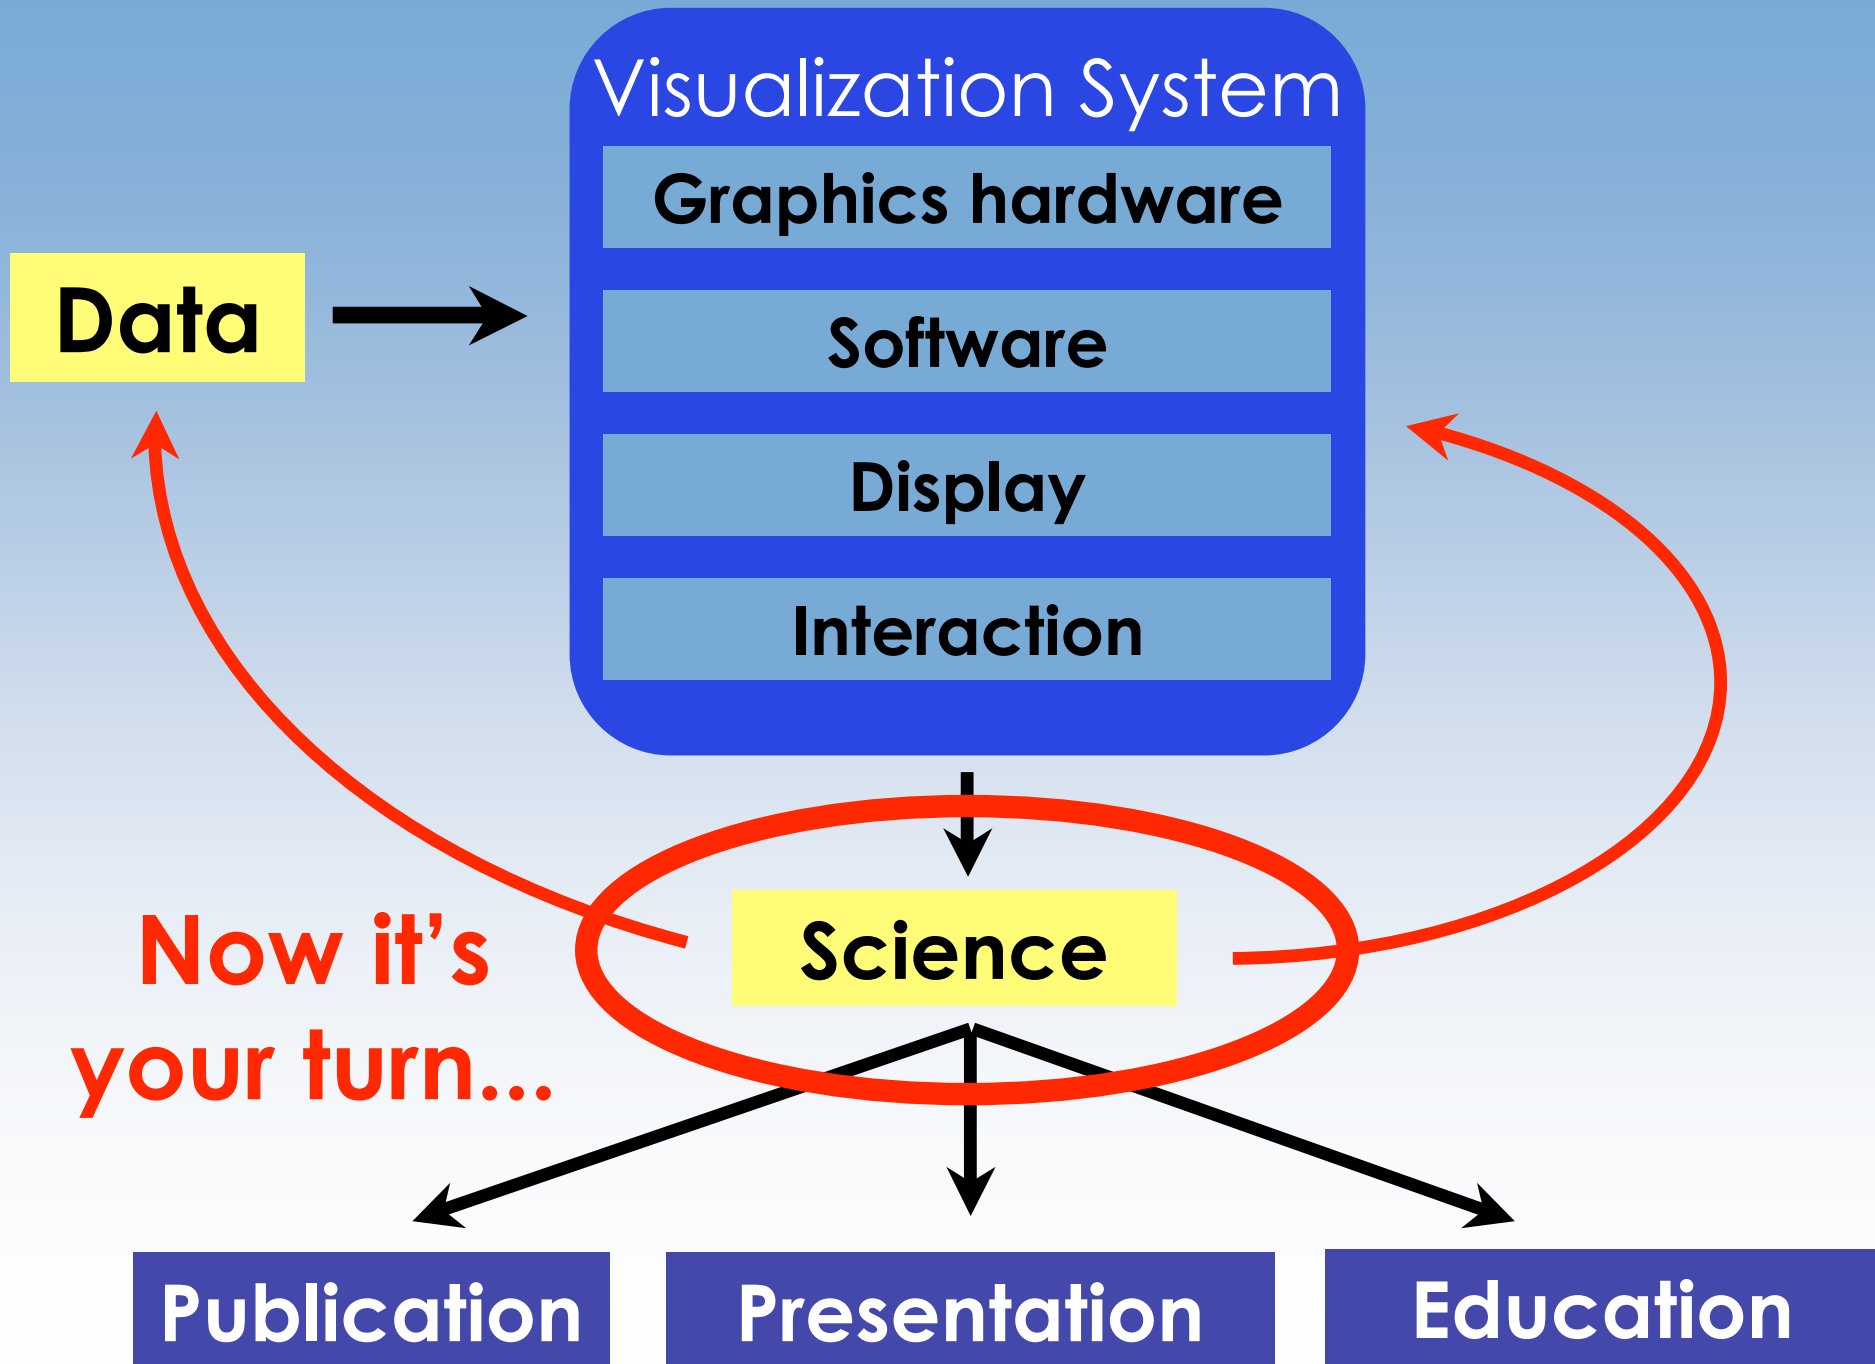 Visualization System
Graphics hardware
Data
Software
Display
Interaction
Science
Now it's
your turn...
Publication
Presentation
Education